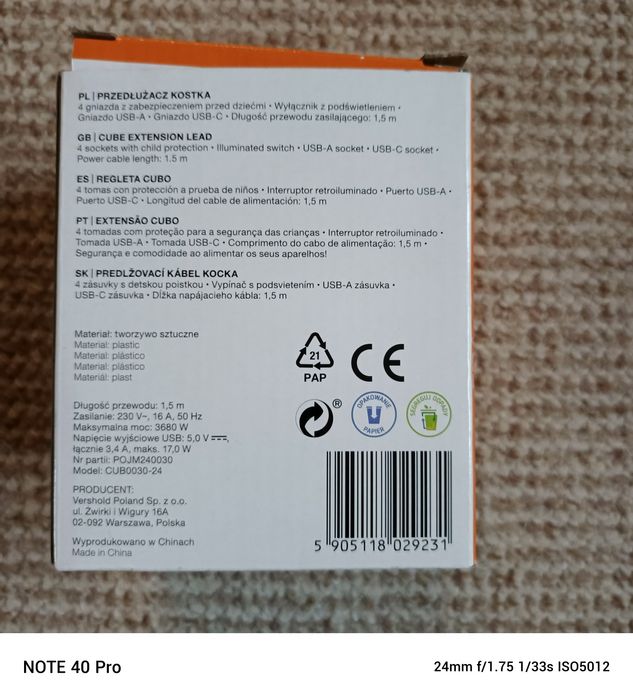 PL | PRZEDŁUŻACZ KOSTKA
4 gniazda z zabezpieczeniem przed dziećmi • Wyłącznik z podświetleniem •
Gniazdo USB-A • Gniazdo USB-C • Długość przewodu zasilającego: 1,5 m
GB | CUBE EXTENSION LEAD
4 sockets with child protection • Illuminated switch • USB-A socket • USB-C socket •
Power cable length: 1.5 m
ES | REGLETA CUBO
4 tomas con protección a prueba de niños • Interruptor retroiluminado • Puerto USB-A •
Puerto USB-C • Longitud del cable de alimentación: 1,5 m
PT | EXTENSÃO CUBO
4 tomadas com proteção para a segurança das crianças • Interruptor retroiluminado •
Tomada USB-A • Tomada USB-C • Comprimento do cabo de alimentação: 1,5 m •
Segurança e comodidade ao alimentar os seus aparelhos!
SK | PREDLŽOVACÍ KÁBEL KOCKA
4 zásuvky s detskou poistkou • Vypínač s podsvietením • USB-A zásuvka •
USB-C zásuvka • Dĺžka napájacieho kábla: 1,5 m
Materiał: tworzywo sztuczne
Material: plastic
Material: plástico
Material: plástico
Materiál: plast
21
PAP
CE
Długość przewodu: 1,5 m
Zasilanie: 230 V~, 16 A, 50 Hz
Maksymalna moc: 3680 W
Napięcie wyjściowe USB: 5,0 V⎓,
łącznie 3,4 A, maks. 17,0 W
Nr partii: POJM240030
Model: CUB0030-24
®
OPAKOWANIE
PAPIER
SEGREGUJ ODPADY
PRODUCENT:
Vershold Poland Sp. z o.o.
ul. Żwirki i Wigury 16A
02-092 Warszawa, Polska
Wyprodukowano w Chinach
Made in China
5 905118 029231
NOTE 40 Pro
24mm f/1.75 1/33s ISO5012